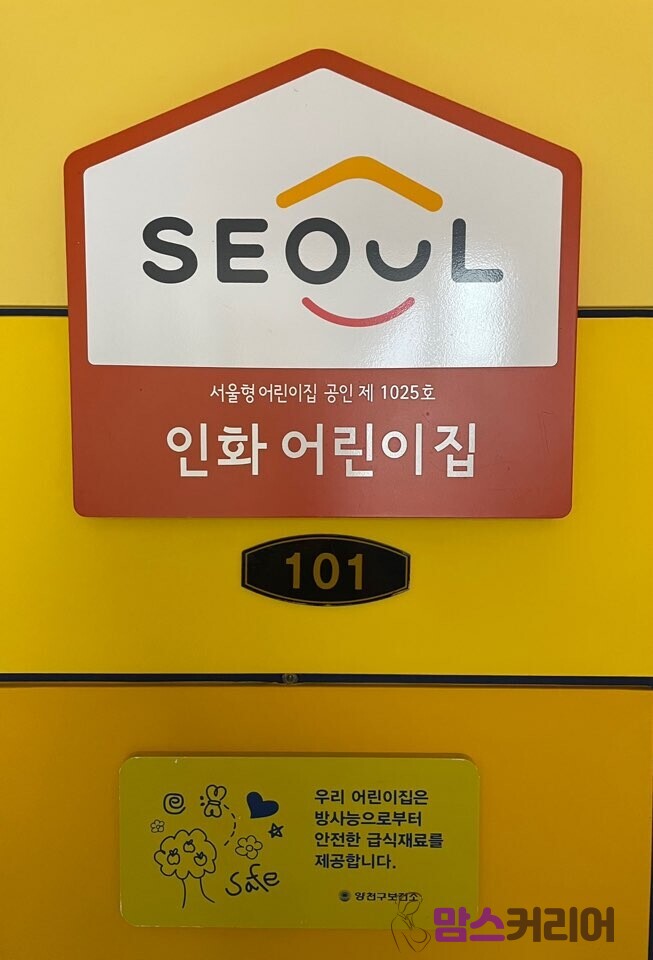 SEOUL
서울형어린이집 공인 제 1025호
인화 어린이집
101
우리 어린이집은
방사능으로부터
안전한 급식재료를
제공합니다.
safe
양천구보건소
맘스커리어